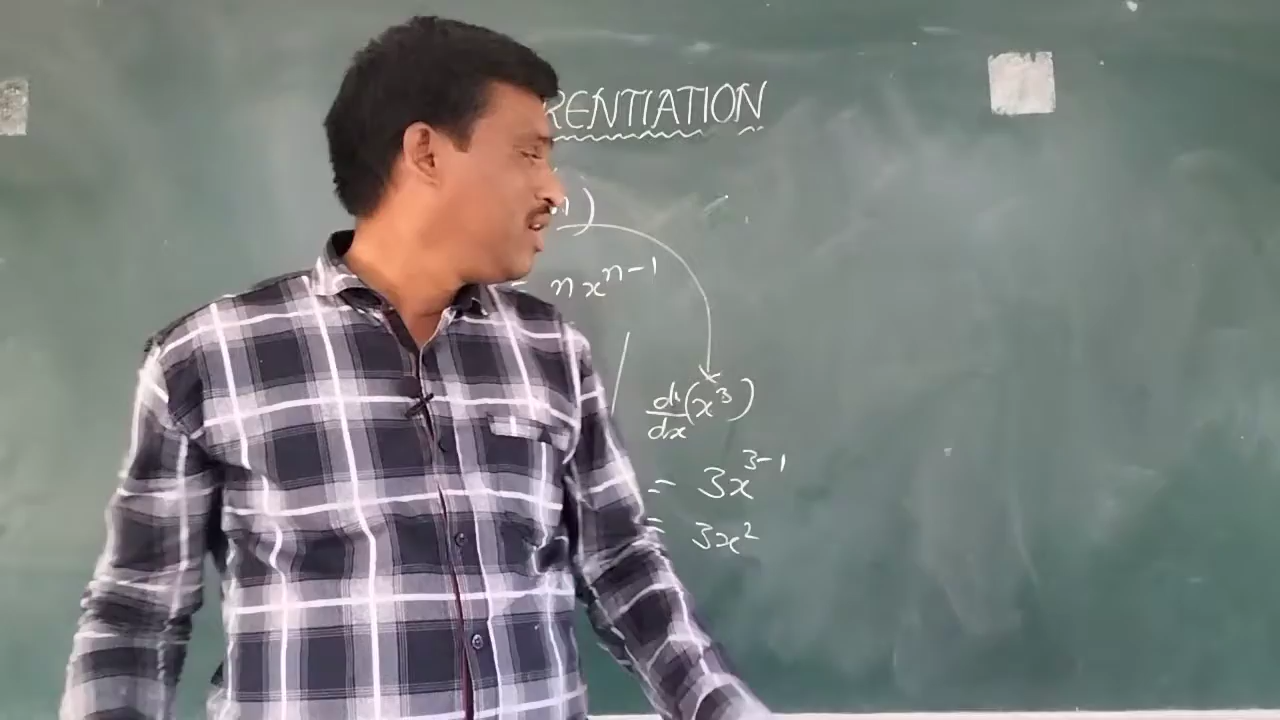 RENTIATION
n)
= nx^{n-1}
d/dx (x^3)
= 3x^{3-1}
= 3x^2